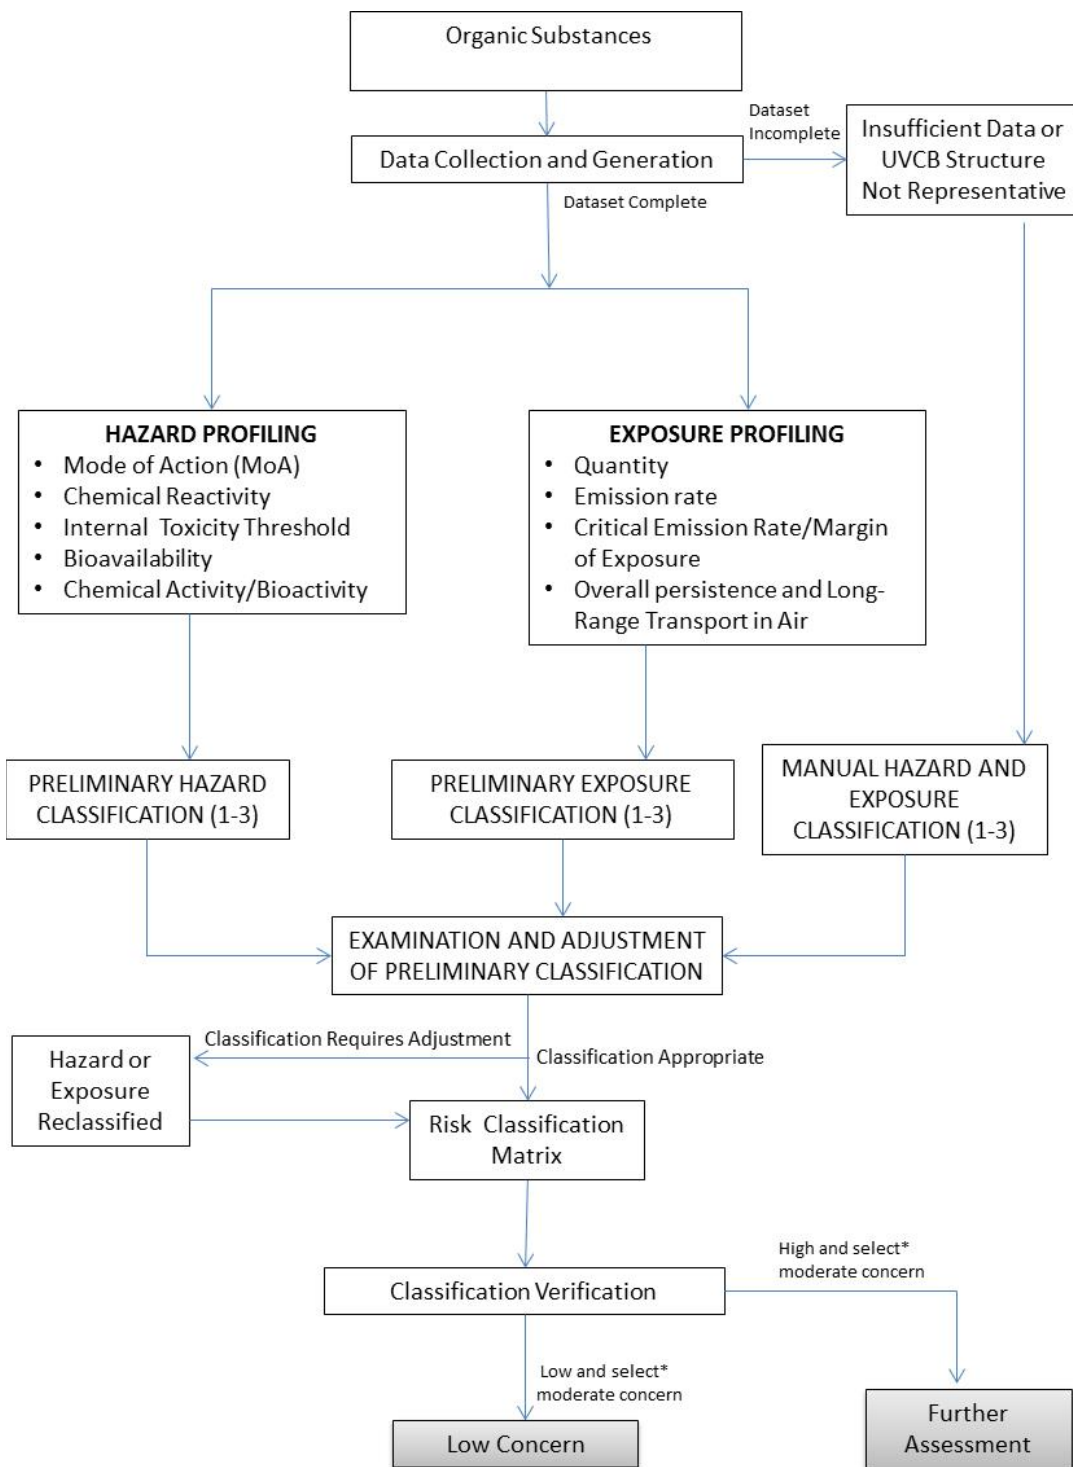 Organic Substances
Dataset
Incomplete
Insufficient Data or
UVCB Structure
Not Representative
Data Collection and Generation
Dataset Complete
HAZARD PROFILING
• Mode of Action (MoA)
• Chemical Reactivity
• Internal Toxicity Threshold
• Bioavailability
• Chemical Activity/Bioactivity
EXPOSURE PROFILING
• Quantity
• Emission rate
• Critical Emission Rate/Margin
of Exposure
• Overall persistence and Long-
Range Transport in Air
PRELIMINARY HAZARD
CLASSIFICATION (1-3)
PRELIMINARY EXPOSURE
CLASSIFICATION (1-3)
MANUAL HAZARD AND
EXPOSURE
CLASSIFICATION (1-3)
EXAMINATION AND ADJUSTMENT
OF PRELIMINARY CLASSIFICATION
Classification Requires Adjustment
Classification Appropriate
Hazard or
Exposure
Reclassified
Risk Classification
Matrix
High and select*
moderate concern
Classification Verification
Low and select*
moderate concern
Low Concern
Further
Assessment